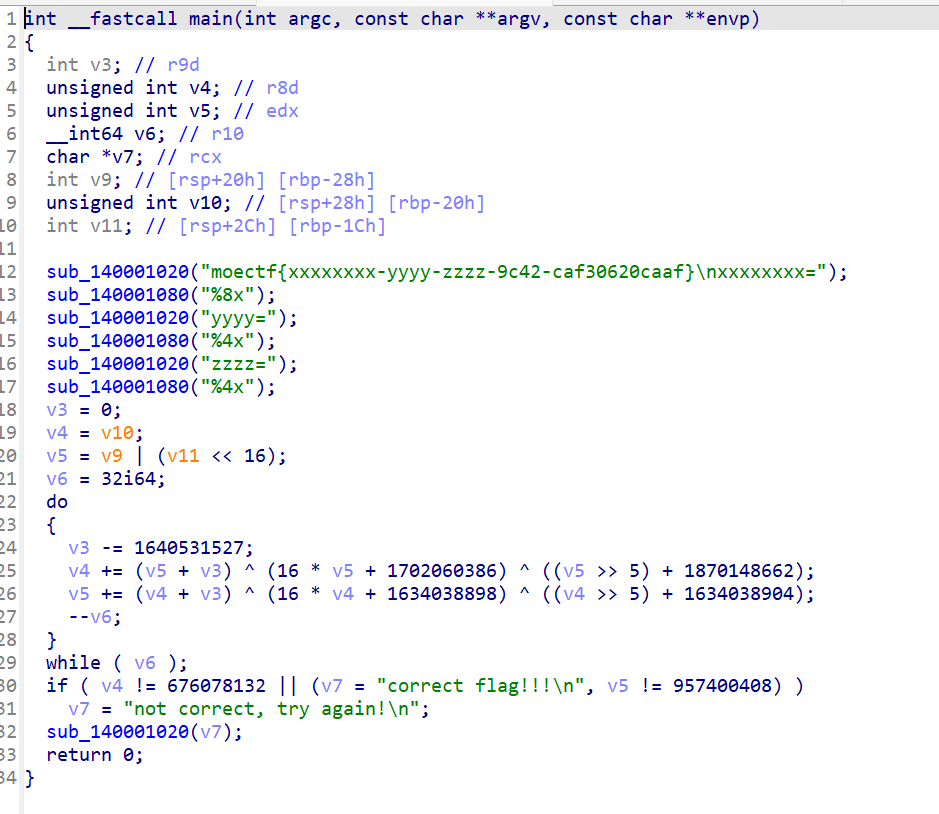 1 int __fastcall main(int argc, const char **argv, const char **envp)
2 {
3   int v3; // r9d
4   unsigned int v4; // r8d
5   unsigned int v5; // edx
6   __int64 v6; // r10
7   char *v7; // rcx
8   int v9; // [rsp+20h] [rbp-28h]
9   unsigned int v10; // [rsp+28h] [rbp-20h]
10   int v11; // [rsp+2Ch] [rbp-1Ch]
11
12   sub_140001020("moectf{xxxxxxxx-yyyy-zzzz-9c42-caf30620caaf}\nxxxxxxxx=");
13   sub_140001080("%8x");
14   sub_140001020("yyyy=");
15   sub_140001080("%4x");
16   sub_140001020("zzzz=");
17   sub_140001080("%4x");
18   v3 = 0;
19   v4 = v10;
20   v5 = v9 | (v11 << 16);
21   v6 = 32i64;
22   do
23   {
24     v3 -= 1640531527;
25     v4 += (v5 + v3) ^ (16 * v5 + 1702060386) ^ ((v5 >> 5) + 1870148662);
26     v5 += (v4 + v3) ^ (16 * v4 + 1634038898) ^ ((v4 >> 5) + 1634038904);
27     --v6;
28   }
29   while ( v6 );
30   if ( v4 != 676078132 || (v7 = "correct flag!!!\n", v5 != 957400408) )
31     v7 = "not correct, try again!\n";
32   sub_140001020(v7);
33   return 0;
34 }